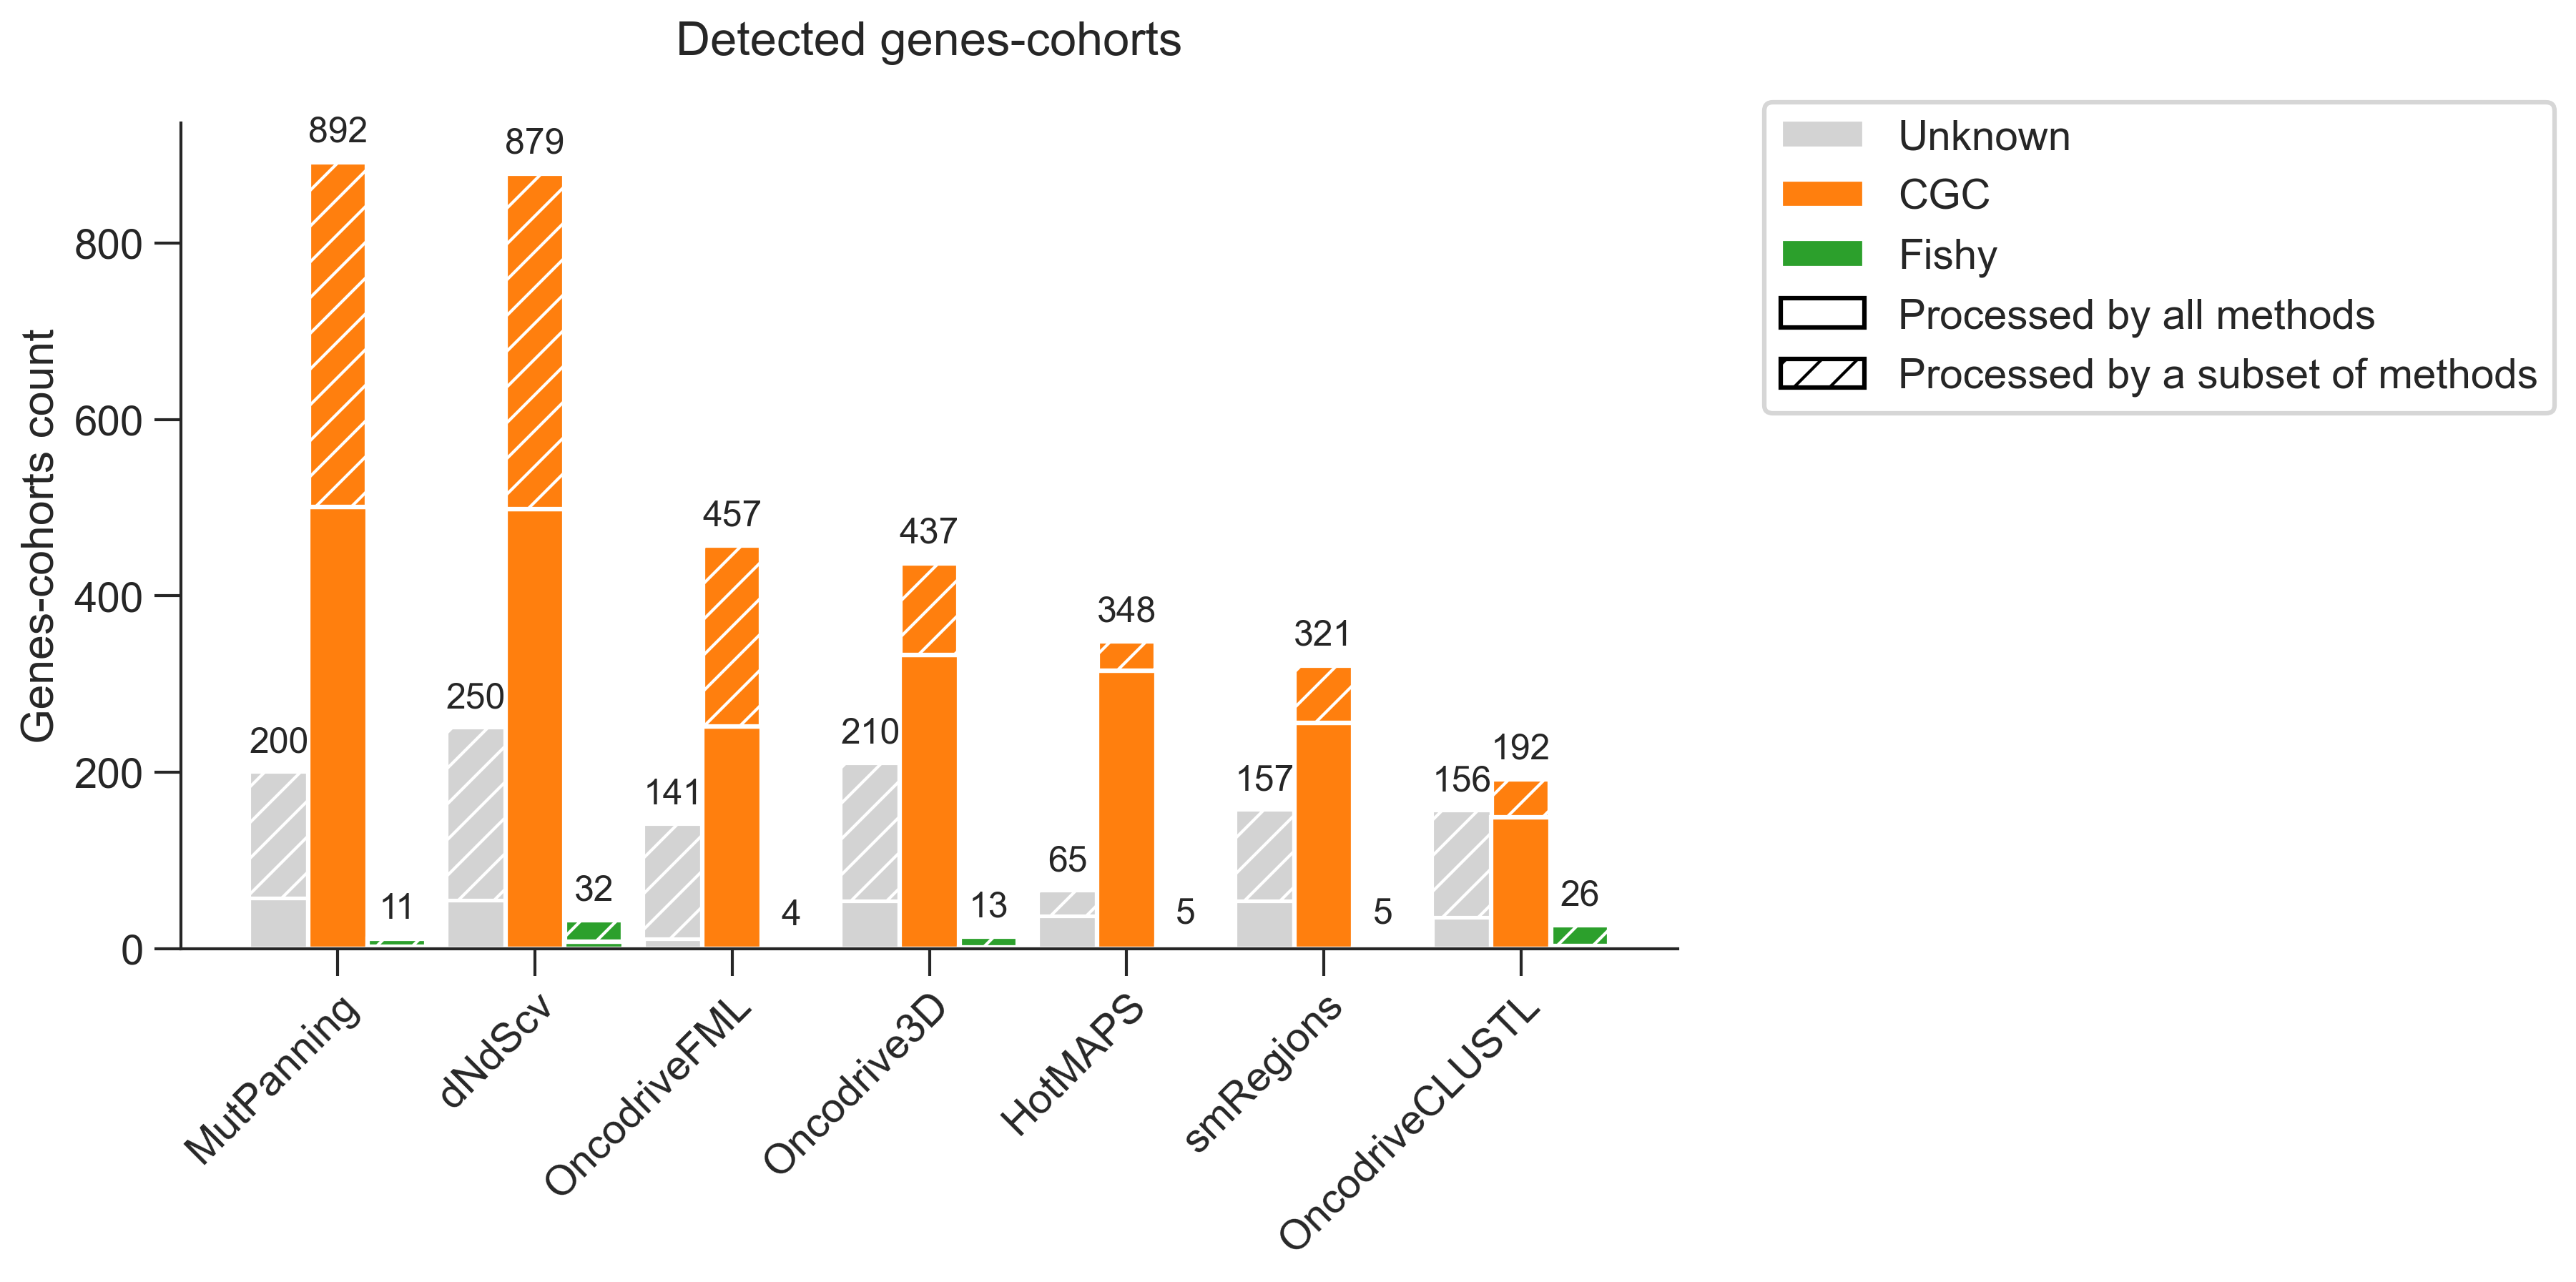 Detected genes-cohorts
Genes-cohorts count
800
600
400
200
0
200
892
11
250
879
32
141
457
4
210
437
13
65
348
5
157
321
5
156
192
26
MutPanning
dNdScv
OncodriveFML
Oncodrive3D
HotMAPS
smRegions
OncodriveCLUSTL
Unknown
CGC
Fishy
Processed by all methods
Processed by a subset of methods